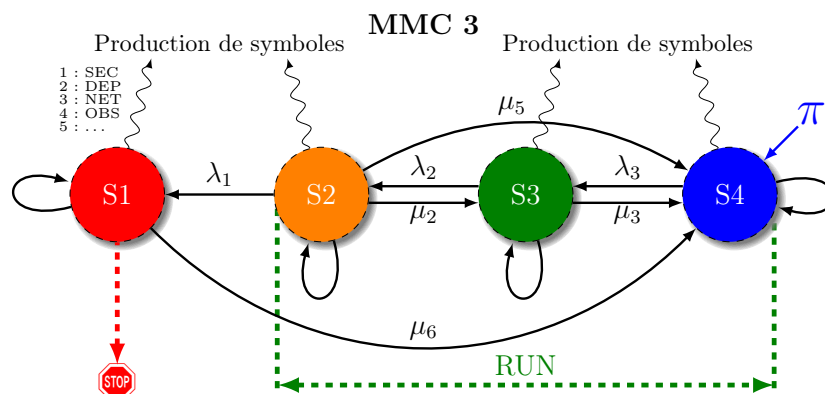 MMC 3
Production de symboles
Production de symboles
1 : SEC
2 : DEP
3 : NET
4 : OBS
5 : ...
μ5
π
λ1
λ2
λ3
S1
S2
S3
S4
μ2
μ3
μ6
RUN
STOP